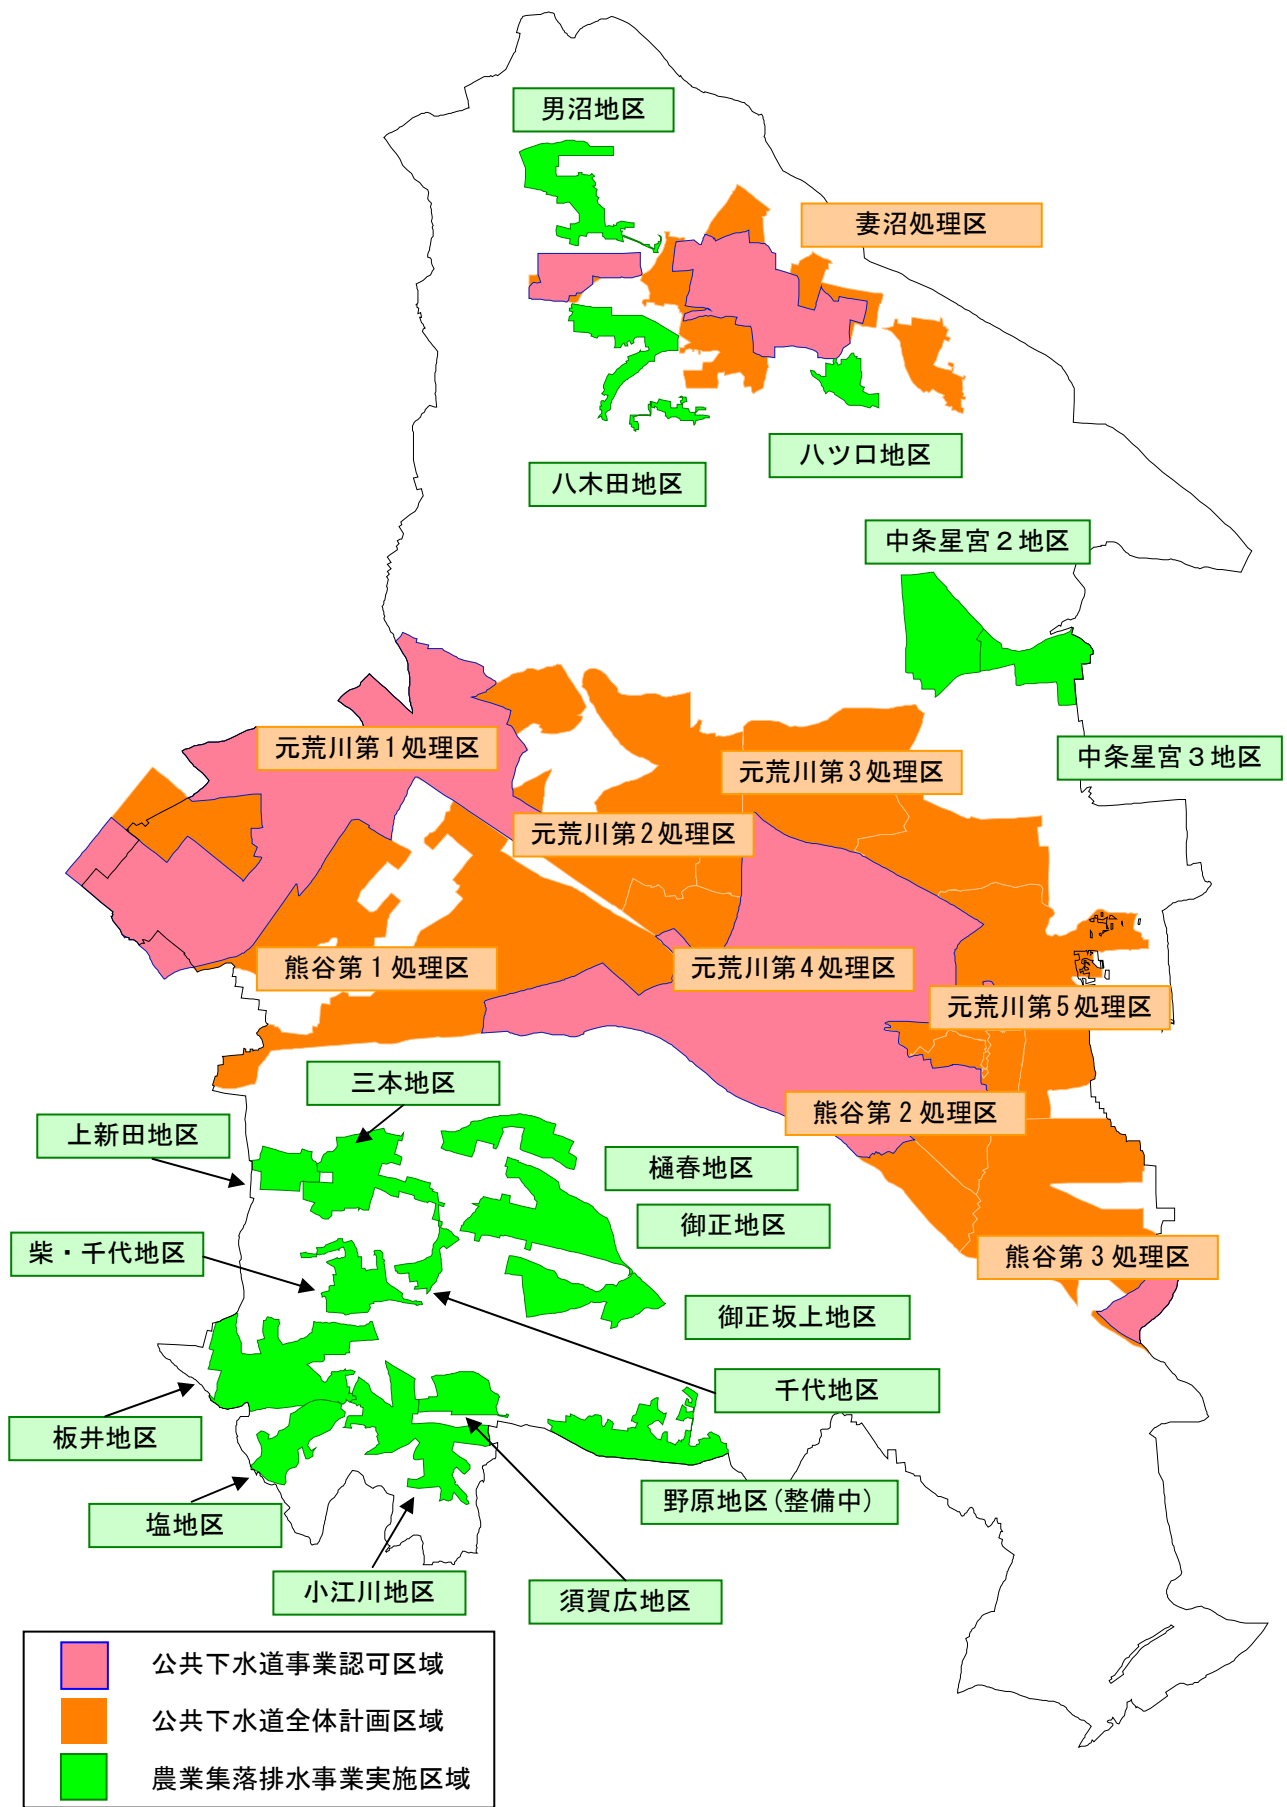 男沼地区
妻沼処理区
八ツ口地区
八木田地区
中条星宮２地区
元荒川第1処理区
元荒川第3処理区
中条星宮３地区
元荒川第2処理区
熊谷第１処理区
元荒川第4処理区
元荒川第5処理区
三本地区
熊谷第２処理区
上新田地区
樋春地区
御正地区
柴・千代地区
熊谷第３処理区
御正坂上地区
千代地区
板井地区
野原地区(整備中)
塩地区
小江川地区
須賀広地区
公共下水道事業認可区域
公共下水道全体計画区域
農業集落排水事業実施区域